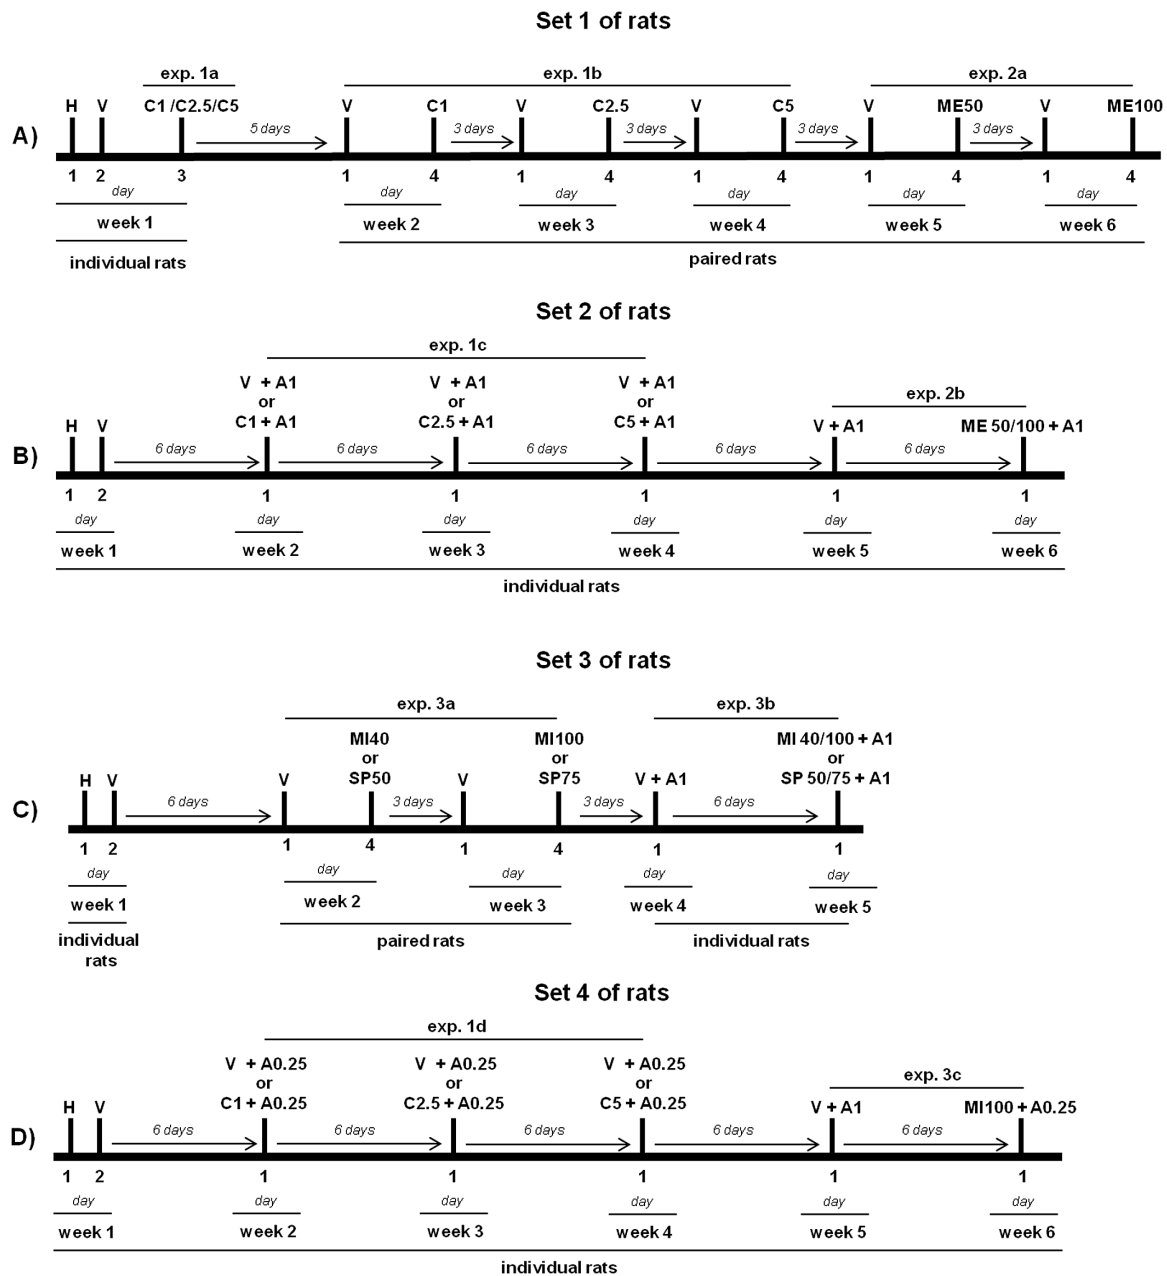 Set 1 of rats
exp. 1a exp. 1b exp. 2a
H V C1 /C2.5/C5 V C1 V C2.5 V C5 V ME50 V ME100
A) 5 days 3 days 3 days 3 days 3 days
1 2 3 1 4 1 4 1 4 1 4 1 4
day day day day day day
week 1 week 2 week 3 week 4 week 5 week 6
individual rats paired rats
Set 2 of rats
exp. 1c
V + A1 V + A1 V + A1
or or or exp. 2b
H V C1 + A1 C2.5 + A1 C5 + A1 V + A1 ME 50/100 + A1
B) 6 days 6 days 6 days 6 days 6 days
1 2 1 1 1 1 1
day day day day day day
week 1 week 2 week 3 week 4 week 5 week 6
individual rats
Set 3 of rats
exp. 3a exp. 3b
MI40 MI100 MI 40/100 + A1
or or or
H V V SP50 V SP75 V + A1 SP 50/75 + A1
C) 6 days 3 days 3 days 6 days
1 2 1 4 1 4 1 1
day day day day day
week 1 week 2 week 3 week 4 week 5
individual rats paired rats individual rats
Set 4 of rats
exp. 1d
V + A0.25 V + A0.25 V + A0.25
or or or exp. 3c
H V C1 + A0.25 C2.5 + A0.25 C5 + A0.25 V + A1 MI100 + A0.25
D) 6 days 6 days 6 days 6 days 6 days
1 2 1 1 1 1 1
day day day day day day
week 1 week 2 week 3 week 4 week 5 week 6
individual rats